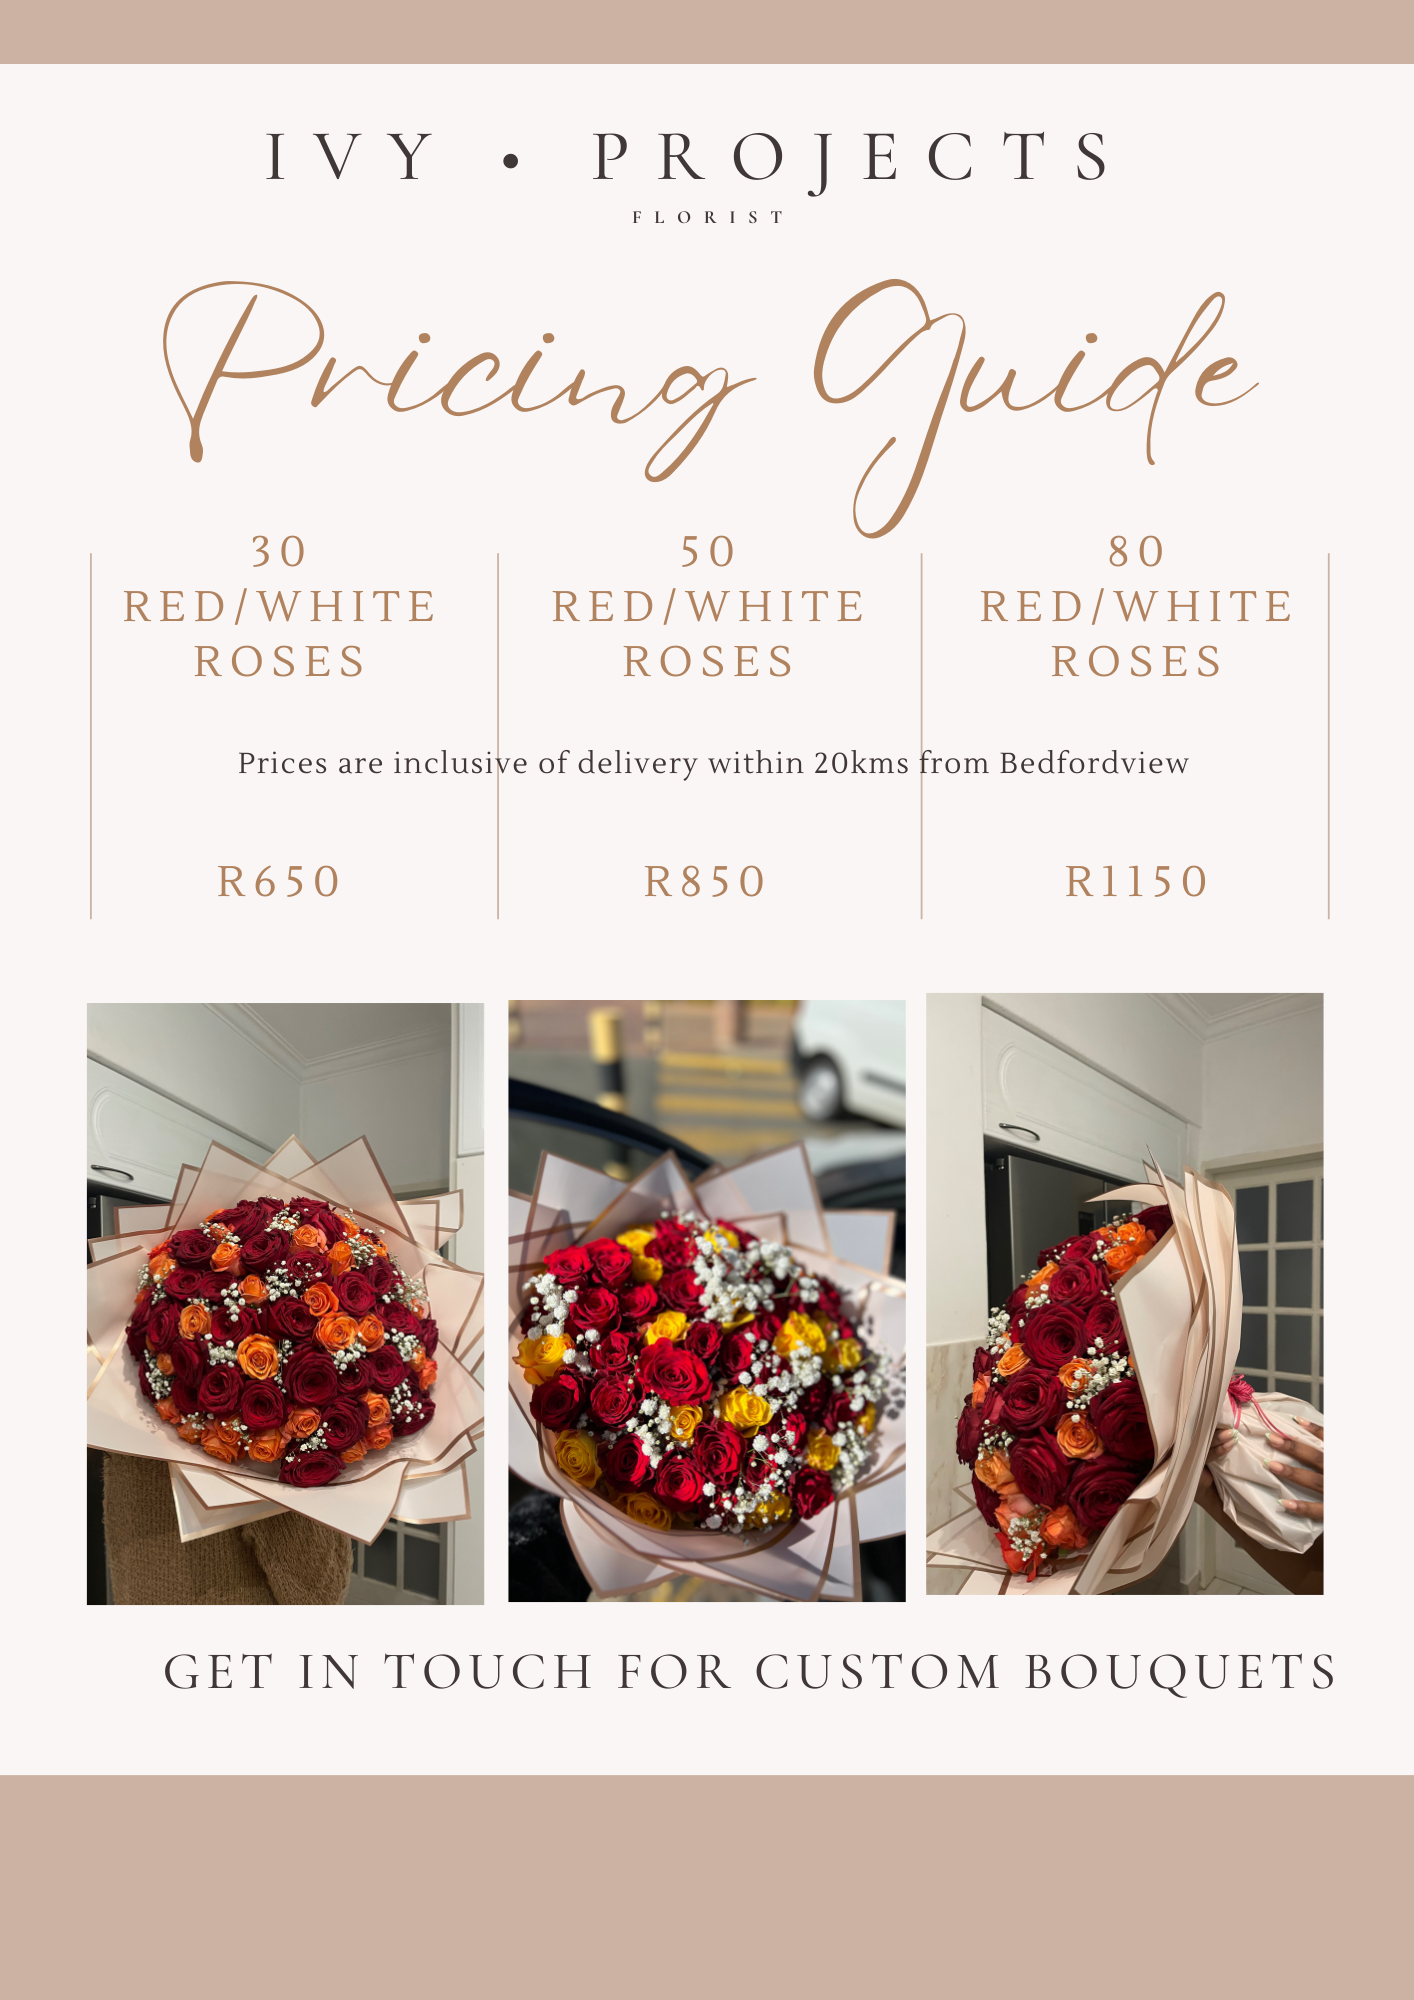 IVY • PROJECTS
FLORIST
Pricing Guide
30
RED/WHITE
ROSES
50
RED/WHITE
ROSES
80
RED/WHITE
ROSES
Prices are inclusive of delivery within 20kms from Bedfordview
R650
R850
R1150
GET IN TOUCH FOR CUSTOM BOUQUETS